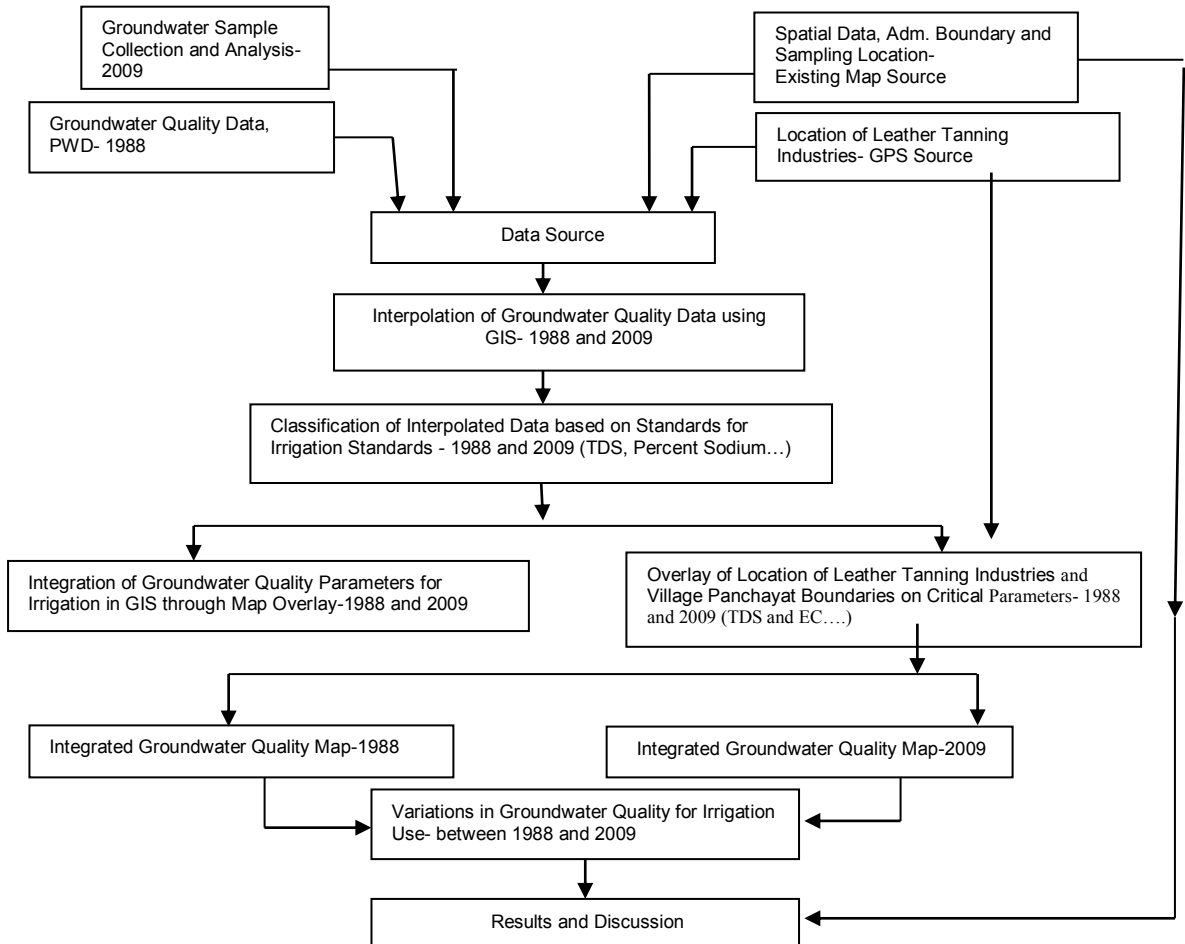 Groundwater Sample
Collection and Analysis-
2009
Spatial Data, Adm. Boundary and
Sampling Location-
Existing Map Source
Groundwater Quality Data,
PWD- 1988
Location of Leather Tanning
Industries- GPS Source
Data Source
Interpolation of Groundwater Quality Data using
GIS- 1988 and 2009
Classification of Interpolated Data based on Standards for
Irrigation Standards - 1988 and 2009 (TDS, Percent Sodium…)
Integration of Groundwater Quality Parameters for
Irrigation in GIS through Map Overlay-1988 and 2009
Overlay of Location of Leather Tanning Industries and
Village Panchayat Boundaries on Critical Parameters- 1988
and 2009 (TDS and EC….)
Integrated Groundwater Quality Map-1988
Integrated Groundwater Quality Map-2009
Variations in Groundwater Quality for Irrigation
Use- between 1988 and 2009
Results and Discussion